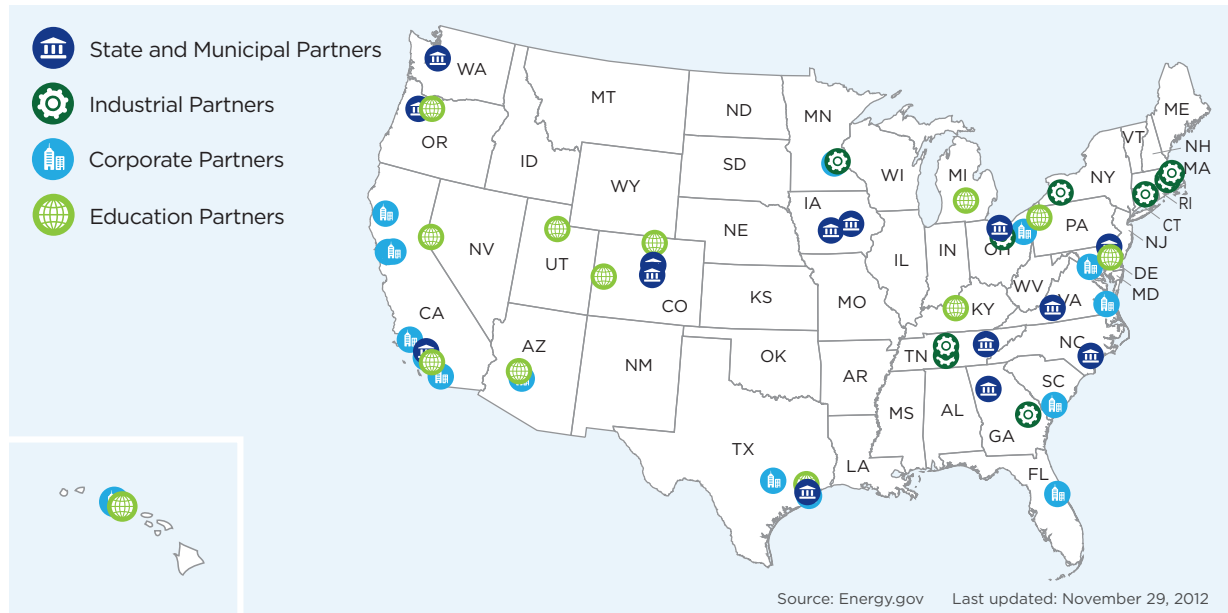 State and Municipal Partners
Industrial Partners
Corporate Partners
Education Partners
WA
MT
ND
MN
ME
VT
NH
MA
OR
ID
SD
WI
MI
NY
RI
CT
WY
IA
PA
NJ
NV
UT
NE
IL
IN
OH
DE
MD
CO
KS
MO
WV
VA
KY
CA
AZ
NM
OK
AR
TN
NC
SC
MS
AL
GA
TX
LA
FL
Source: Energy.gov Last updated: November 29, 2012